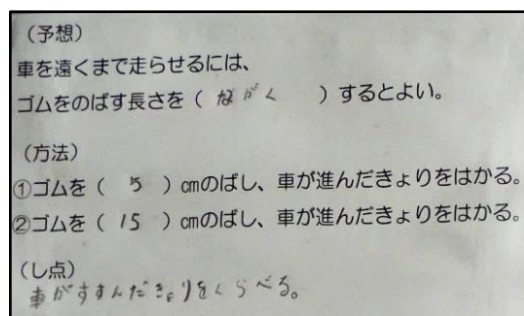 (予想)
車を遠くまで走らせるには、
ゴムをのばす長さを( ながく )するとよい。
(方法)
①ゴムを( 5 )cmのばし、車が進んだきょりをはかる。
②ゴムを( 15 )cmのばし、車が進んだきょりをはかる。
(し点)
車がすすんだきょりをくらべる。